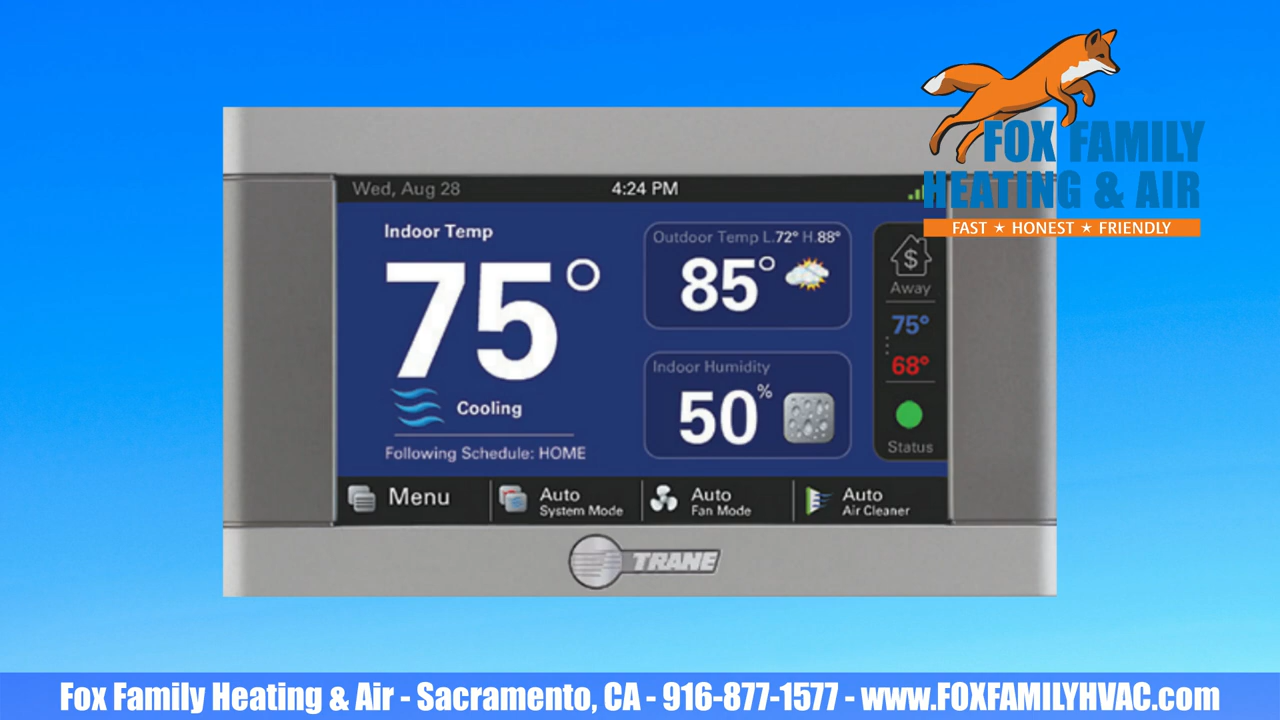 FOX FAMILY
HEATING & AIR
FAST ★ HONEST ★ FRIENDLY
Wed, Aug 28
4:24 PM
Indoor Temp
75°
Cooling
Following Schedule: HOME
Outdoor Temp L.72° H.88°
85°
Indoor Humidity
50%
$
Away
75°
68°
Status
Menu
Auto
System Mode
Auto
Fan Mode
Auto
Air Cleaner
TRANE
Fox Family Heating & Air - Sacramento, CA - 916-877-1577 - www.FOXFAMILYHVAC.com